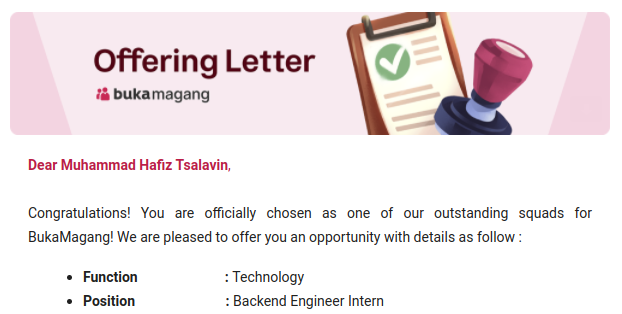 Offering Letter
bukamagang
Dear Muhammad Hafiz Tsalavin,
Congratulations! You are officially chosen as one of our outstanding squads for
BukaMagang! We are pleased to offer you an opportunity with details as follow :
• Function : Technology
• Position : Backend Engineer Intern